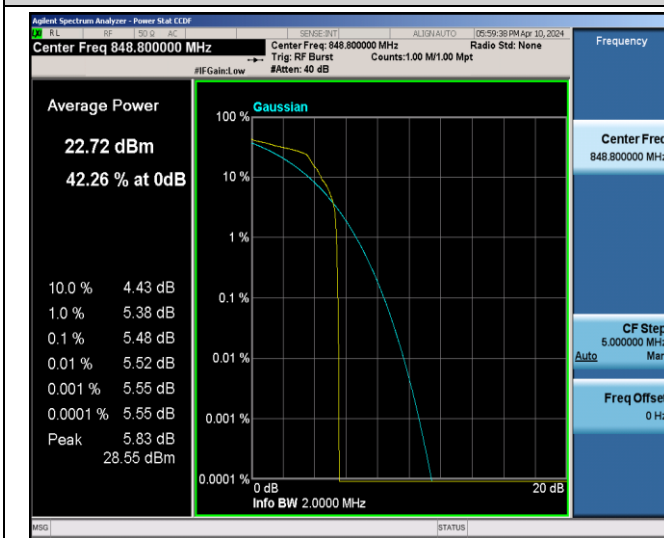 Agilent Spectrum Analyzer - Power Stat CCDF
RL RF 50 Ω AC SENSE:INT ALIGNAUTO 05:59:38 PM Apr 10, 2024
Center Freq 848.800000 MHz
Center Freq: 848.800000 MHz Radio Std: None
Trig: RF Burst Counts:1.00 M/1.00 Mpt
#IFGain:Low #Atten: 40 dB
Frequency
Average Power
22.72 dBm
42.26 % at 0dB
10.0 % 4.43 dB
1.0 % 5.38 dB
0.1 % 5.48 dB
0.01 % 5.52 dB
0.001 % 5.55 dB
0.0001 % 5.55 dB
Peak 5.83 dB
28.55 dBm
Gaussian
100 %
10 %
1 %
0.1 %
0.01 %
0.001 %
0.0001 %
0 dB 20 dB
Info BW 2.0000 MHz
Center Freq
848.800000 MHz
CF Step
5.000000 MHz
Auto Man
Freq Offset
0 Hz
MSG STATUS